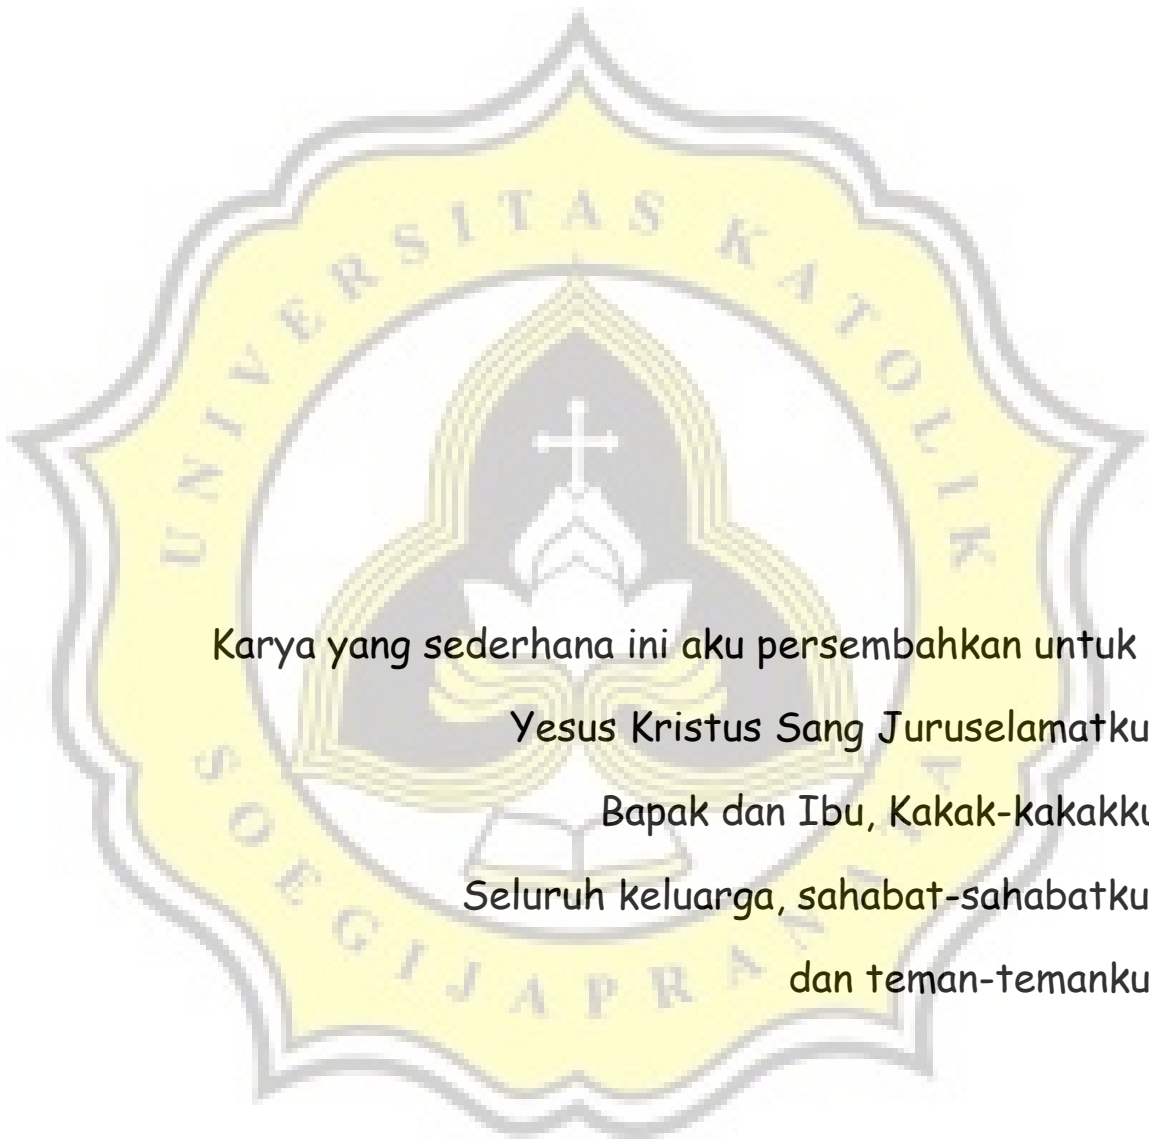 UNIVERSITAS KATOLIK
Karya yang sederhana ini aku persembahkan untuk
Yesus Kristus Sang Juruselamatku
Bapak dan Ibu, Kakak-kakakku
Seluruh keluarga, sahabat-sahabatku
dan teman-temanku
SOEGIJAPRANATA